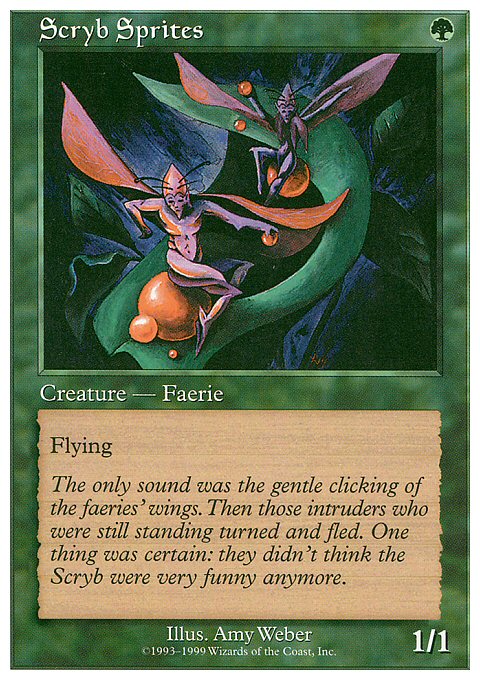 Scryb Sprites
Creature — Faerie
Flying
The only sound was the gentle clicking of
the faeries' wings. Then those intruders who
were still standing turned and fled. One
thing was certain: they didn't think the
Scryb were very funny anymore.
Illus. Amy Weber
©1993–1999 Wizards of the Coast, Inc.
1/1